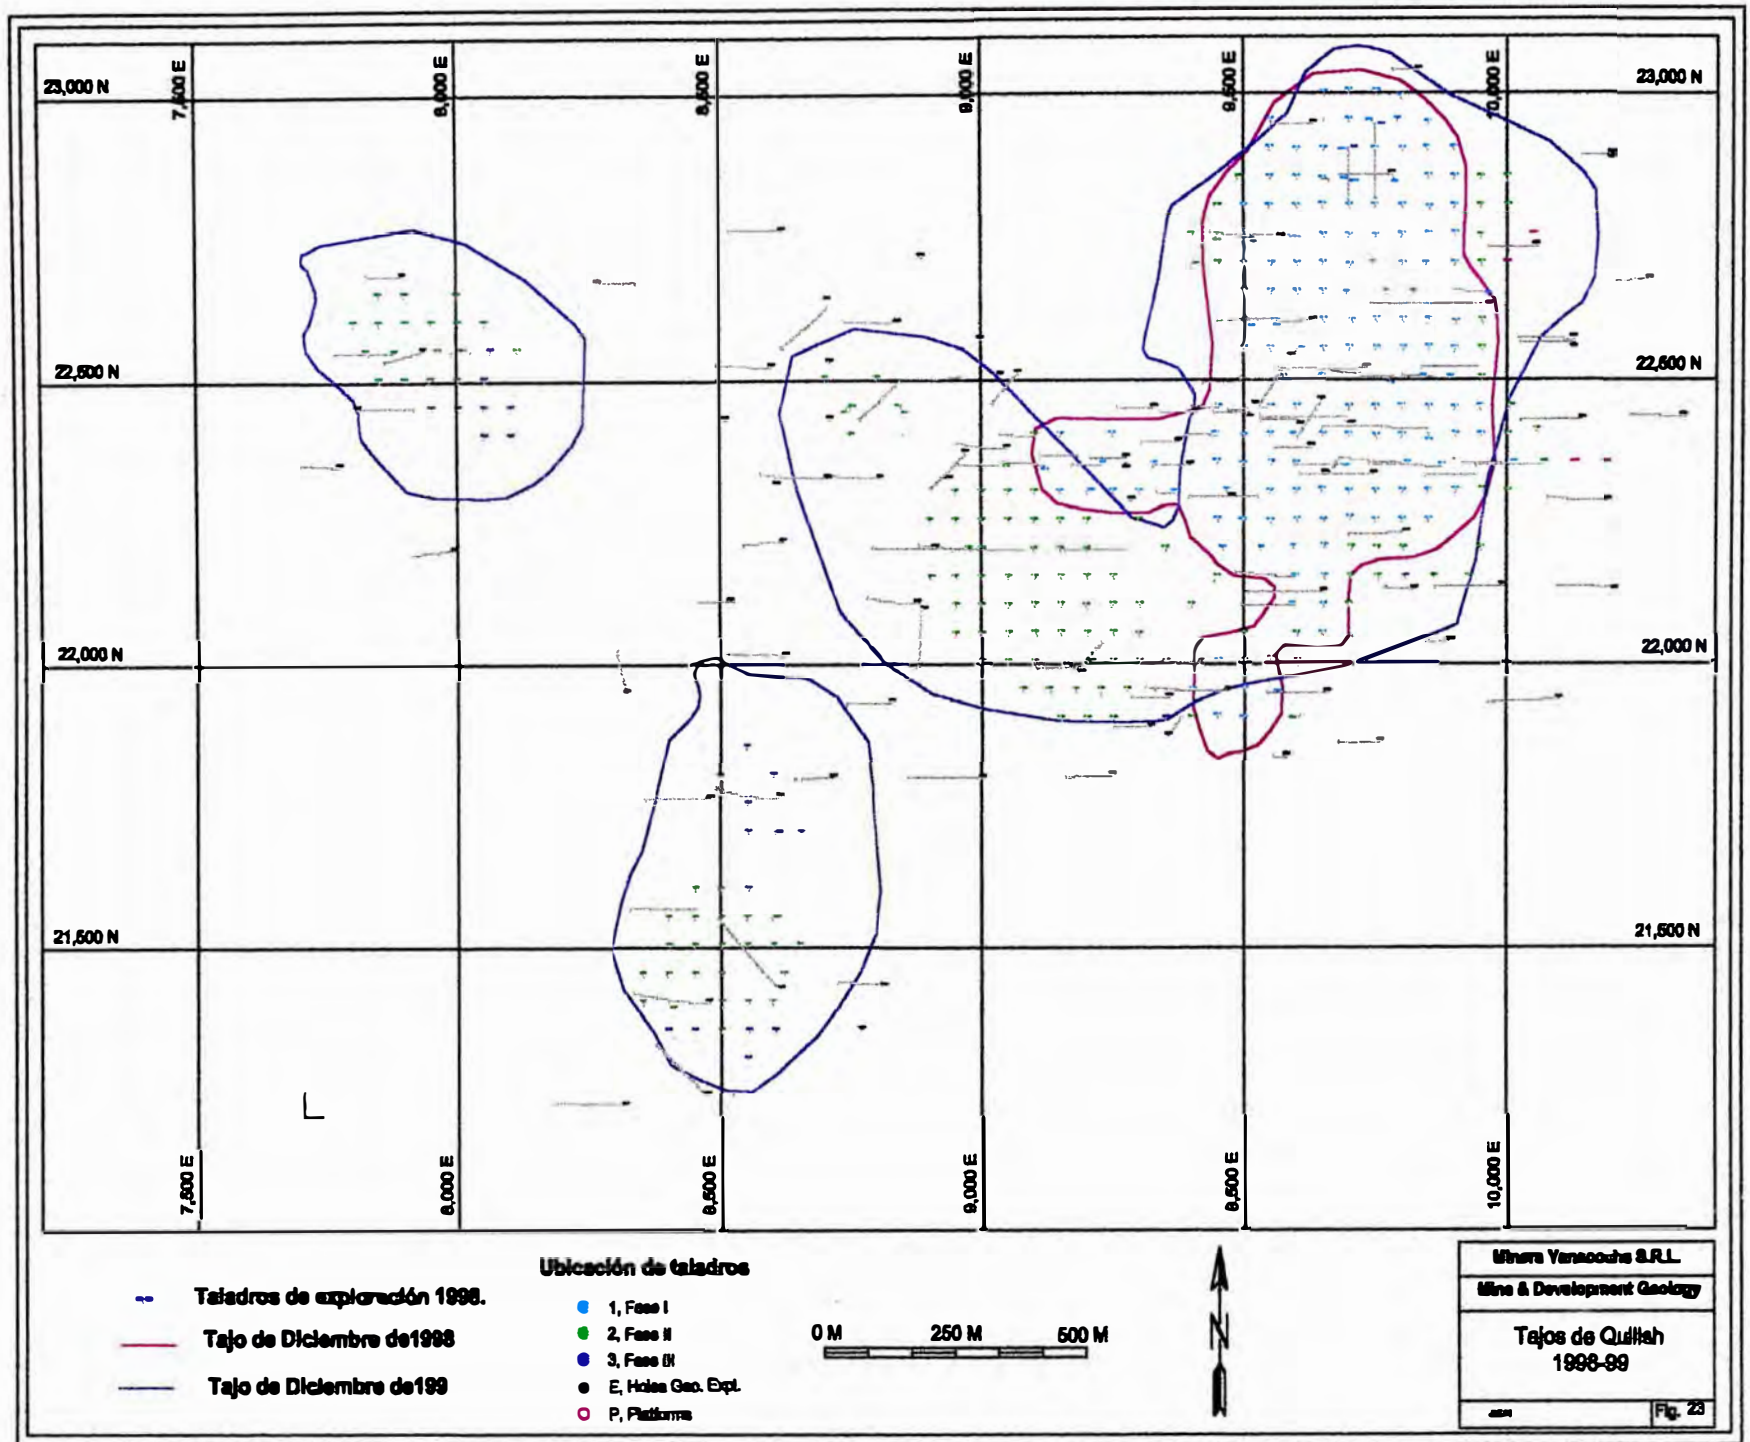 7,500 E
8,000 E
8,500 E
9,000 E
9,500 E
10,000 E
23,000 N
23,000 N
22,500 N
22,500 N
22,000 N
22,000 N
21,500 N
21,500 N
7,500 E
8,000 E
8,500 E
9,000 E
9,500 E
10,000 E
Ubicación de taladros
Taladros de exploración 1998.
Tajo de Diciembre de1998
Tajo de Diciembre de199
1, Fase I
2, Fase II
3, Fase III
E, Holes Geo. Expl.
P, Plataforma
0 M 250 M 500 M
N
Minera Yanacocha S.R.L.
Mine & Development Geology
Tajos de Quilish
1998-99
Fig. 23